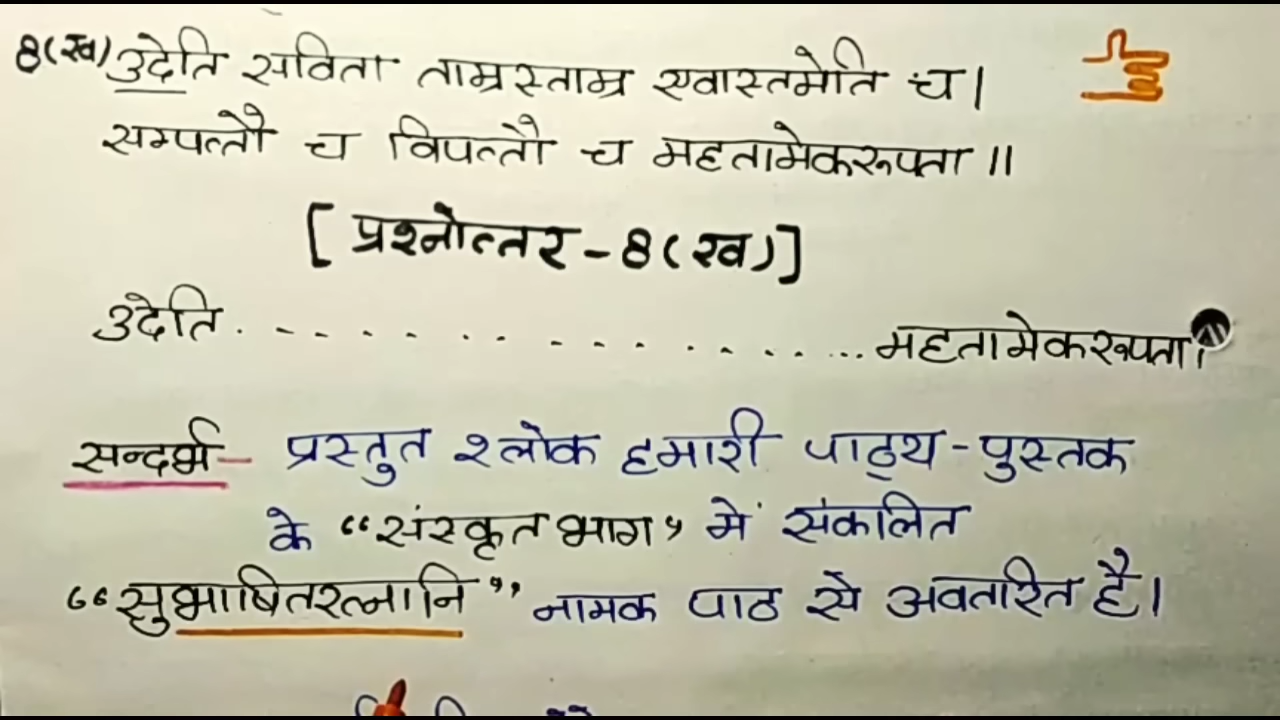 8(ख) उदेति सविता ताम्रस्ताम्र एवास्तमेति च।
सम्पत्तौ च विपत्तौ च महतामेकरूपता॥
[प्रश्नोत्तर-8(ख)]
उदेति. . . . . . . . . . . . . . . . . महतामेकरूपता।
सन्दर्भ- प्रस्तुत श्लोक हमारी पाठ्य-पुस्तक
के “संस्कृत भाग” में संकलित
“सुभाषितरत्नानि” नामक पाठ से अवतरित है।